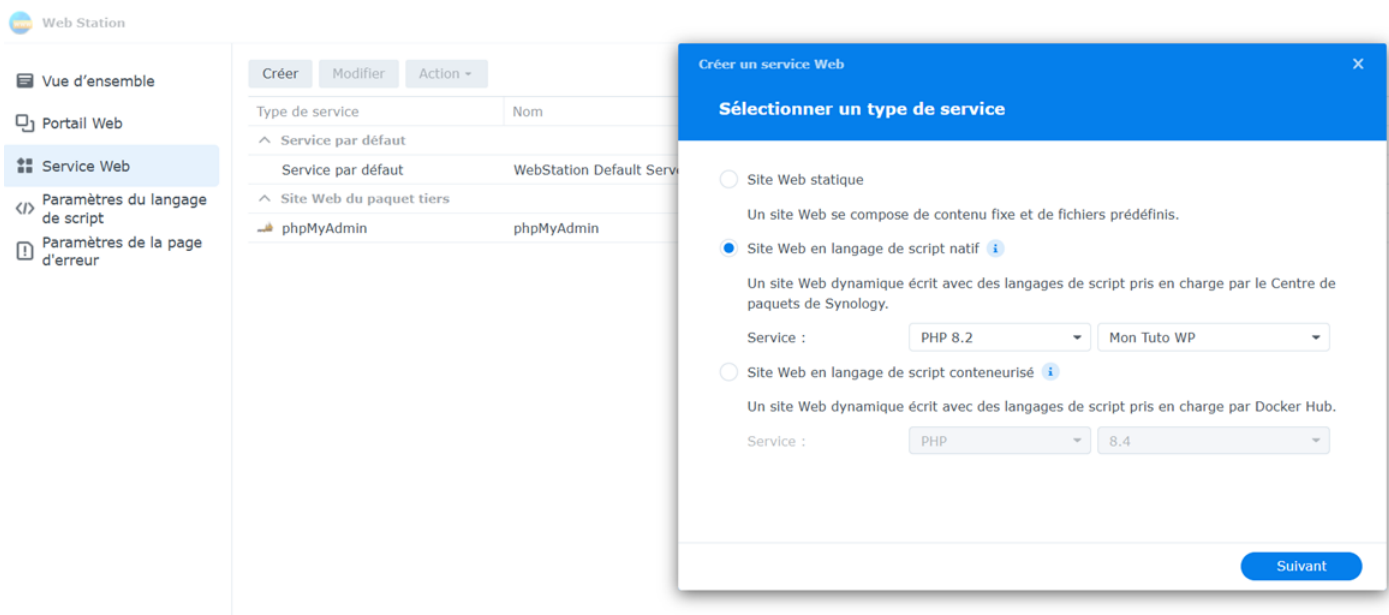 Web Station
Vue d'ensemble
Portail Web
Service Web
Paramètres du langage
de script
Paramètres de la page
d'erreur
Créer Modifier Action
Type de service Nom
Service par défaut
Service par défaut WebStation Default Serv
Site Web du paquet tiers
phpMyAdmin phpMyAdmin
Créer un service Web
Sélectionner un type de service
Site Web statique
Un site Web se compose de contenu fixe et de fichiers prédéfinis.
Site Web en langage de script natif
Un site Web dynamique écrit avec des langages de script pris en charge par le Centre de
paquets de Synology.
Service : PHP 8.2 Mon Tuto WP
Site Web en langage de script conteneurisé
Un site Web dynamique écrit avec des langages de script pris en charge par Docker Hub.
Service : PHP 8.4
Suivant